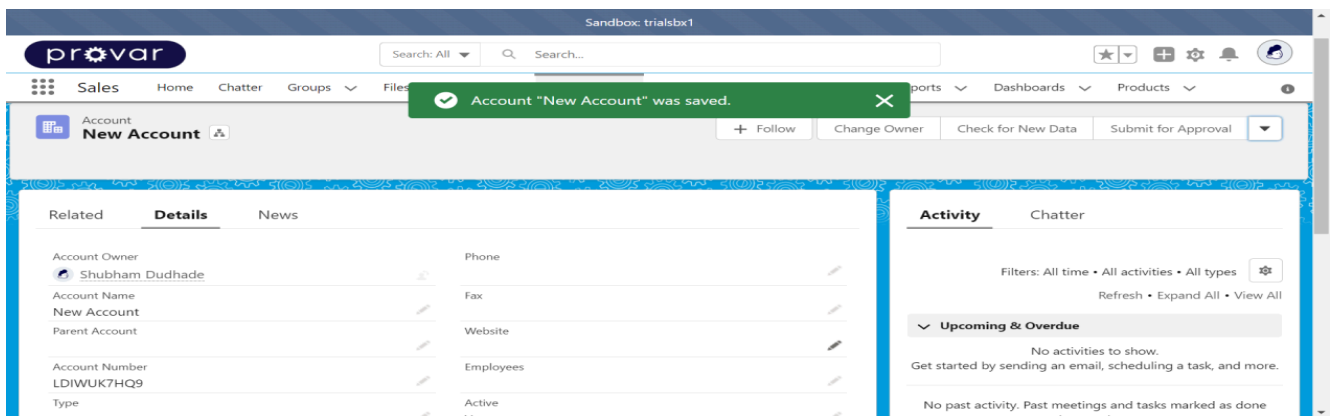 Sandbox: trialsbx1
provar
Search: All
Search...
Sales Home Chatter Groups Files ports Dashboards Products
Account "New Account" was saved.
Account
New Account
+ Follow Change Owner Check for New Data Submit for Approval
Related Details News
Activity Chatter
Account Owner
Shubham Dudhade
Account Name
New Account
Parent Account
Account Number
LDIWUK7HQ9
Type
Phone
Fax
Website
Employees
Active
Filters: All time • All activities • All types
Refresh • Expand All • View All
Upcoming & Overdue
No activities to show.
Get started by sending an email, scheduling a task, and more.
No past activity. Past meetings and tasks marked as done